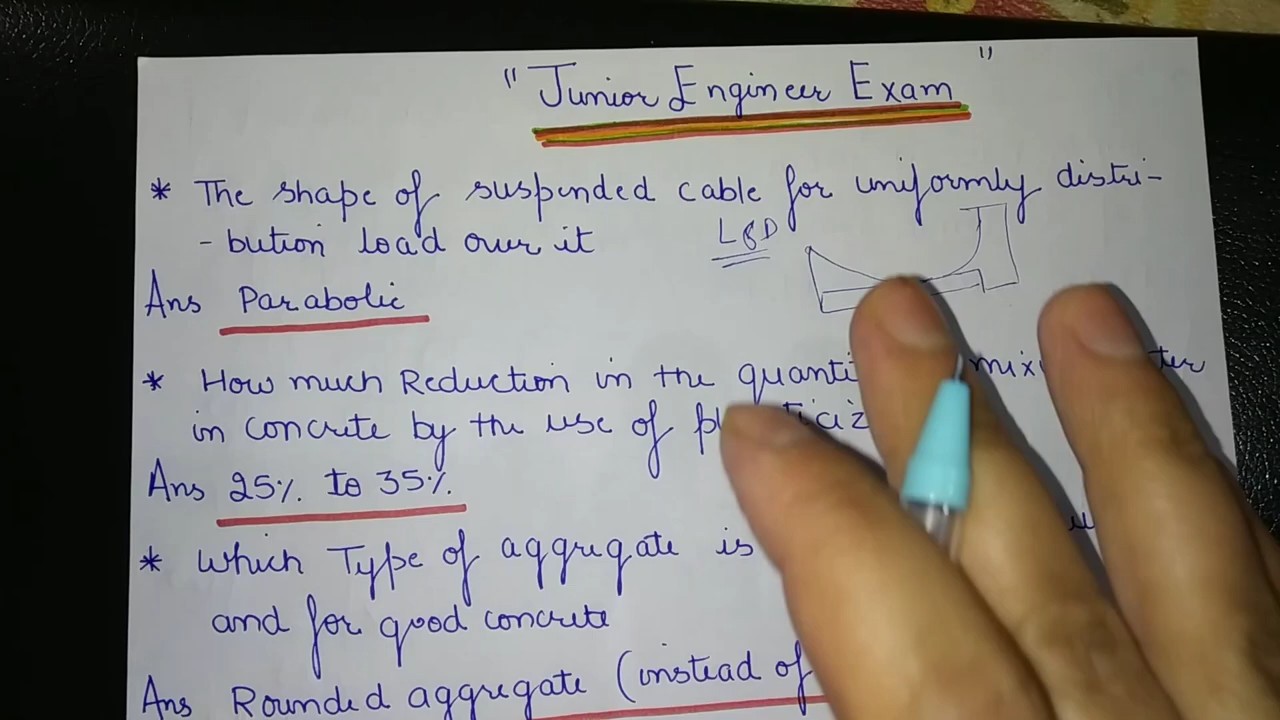 "Junior Engineer Exam"
* The shape of suspended cable for uniformly distri-
- bution load over it
L&D
Ans Parabolic
* How much Reduction in the
in concrete by the use of
Ans 25% to 35%.
* Which Type of aggregate is
and for good concrete
Ans Rounded aggregate (instead of